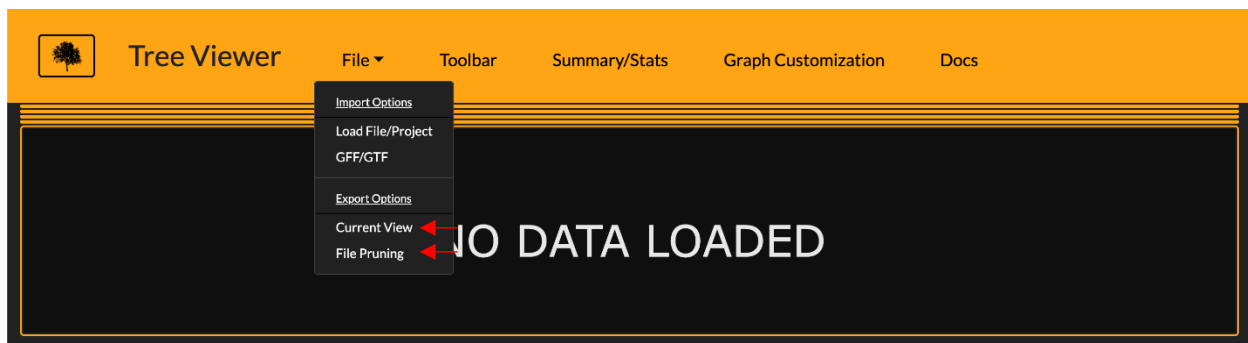 Tree Viewer File Toolbar Summary/Stats Graph Customization Docs
Import Options
Load File/Project
GFF/GTF
Export Options
Current View
File Pruning
NO DATA LOADED